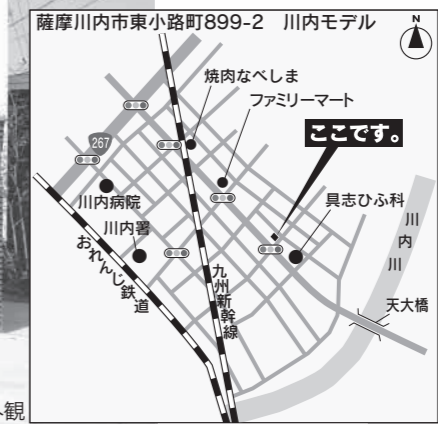 薩摩川内市東小路町899-2　川内モデル
N
焼肉なべしま
ファミリーマート
ここです。
267
川内病院
川内署
具志ひふ科
川内川
おれんじ鉄道
九州新幹線
天大橋
外観